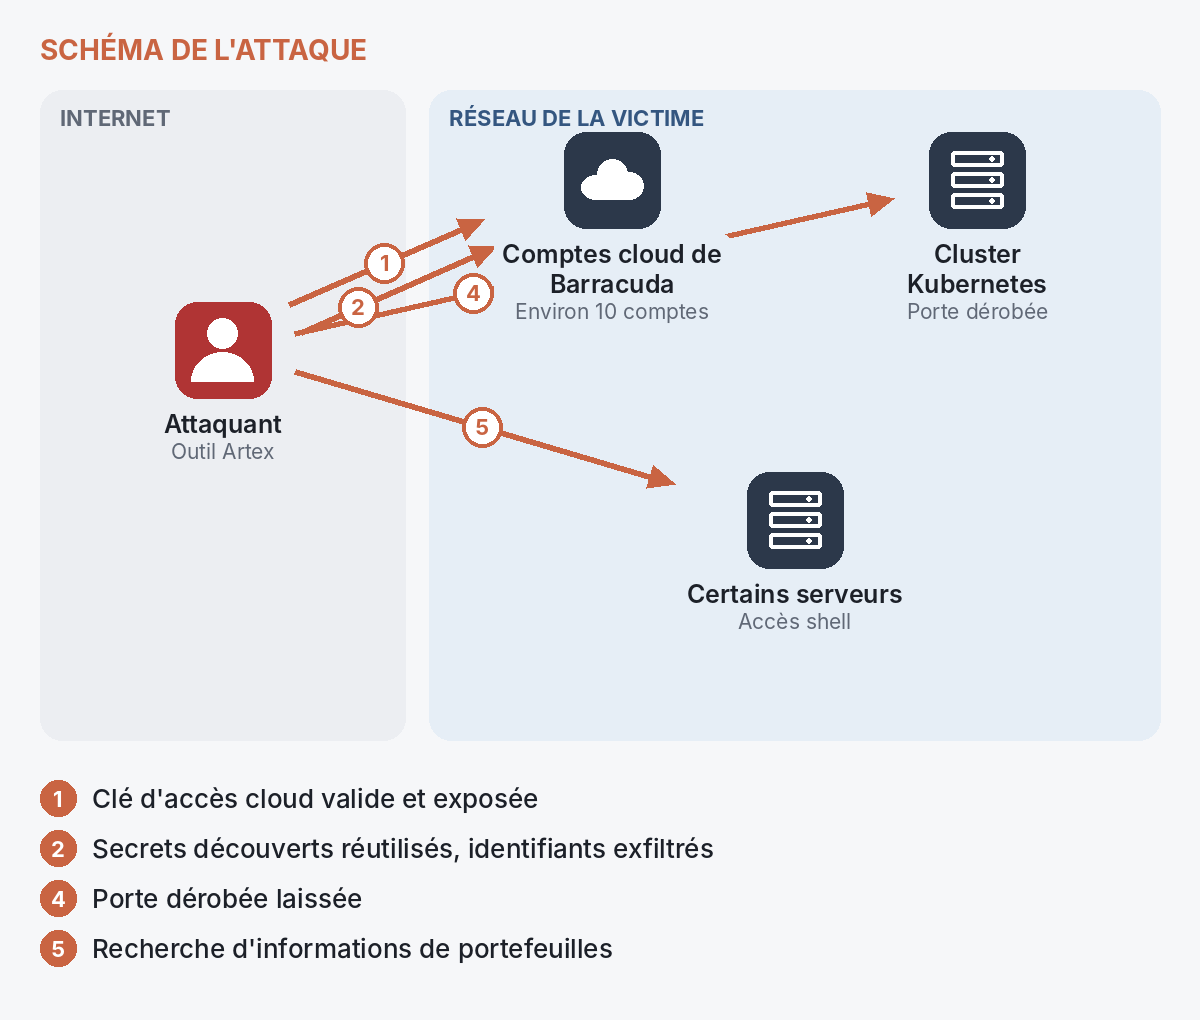 SCHÉMA DE L'ATTAQUE
INTERNET
RÉSEAU DE LA VICTIME
1
2
4
5
Comptes cloud de
Barracuda
Environ 10 comptes
Cluster
Kubernetes
Porte dérobée
Attaquant
Outil Artex
Certains serveurs
Accès shell
1 Clé d'accès cloud valide et exposée
2 Secrets découverts réutilisés, identifiants exfiltrés
4 Porte dérobée laissée
5 Recherche d'informations de portefeuilles